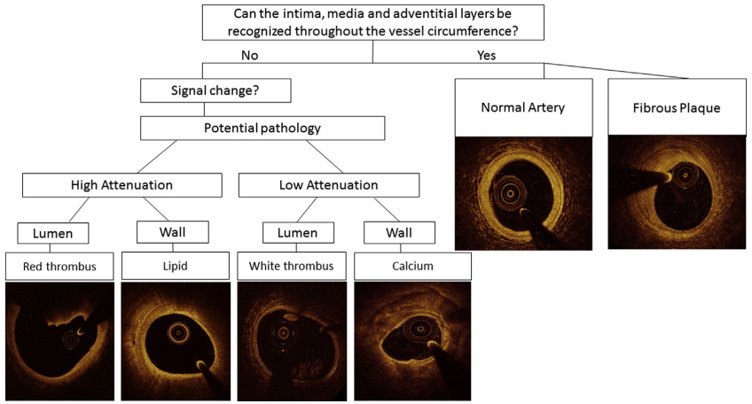 Can the intima, media and adventitial layers be
recognized throughout the vessel circumference?
No
Yes
Signal change?
Normal Artery
Fibrous Plaque
Potential pathology
High Attenuation
Low Attenuation
Lumen
Wall
Lumen
Wall
Red thrombus
Lipid
White thrombus
Calcium